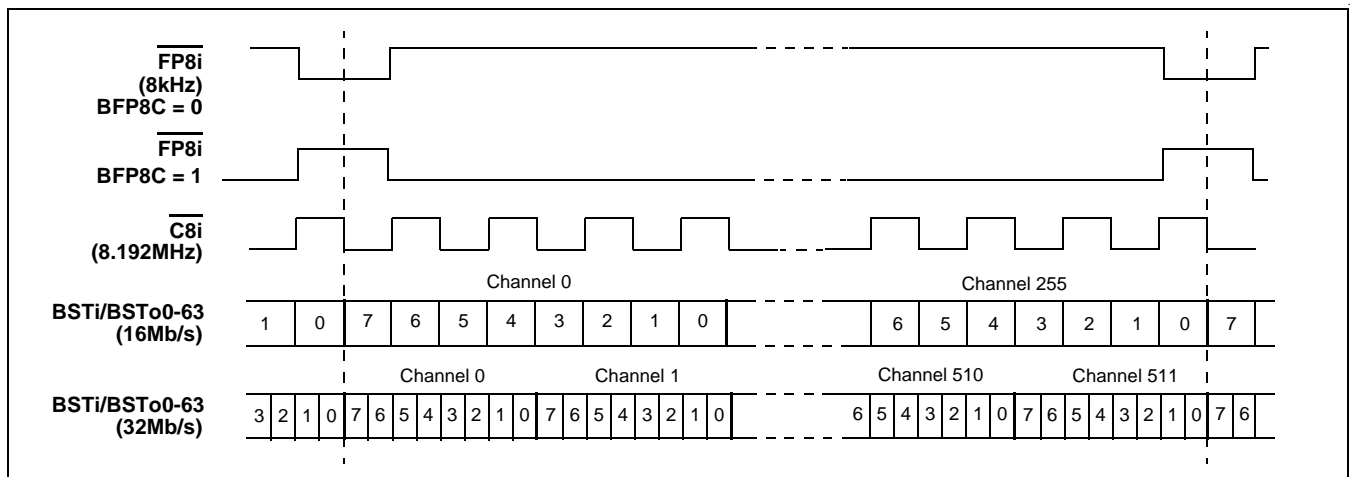 FP8i
(8kHz)
BFP8C = 0
FP8i
BFP8C = 1
C8i
(8.192MHz)
Channel 0 Channel 255
BSTi/BSTo0-63
(16Mb/s)
1 0 7 6 5 4 3 2 1 0 6 5 4 3 2 1 0 7
Channel 0 Channel 1 Channel 510 Channel 511
BSTi/BSTo0-63
(32Mb/s)
3 2 1 0 7 6 5 4 3 2 1 0 7 6 5 4 3 2 1 0 6 5 4 3 2 1 0 7 6 5 4 3 2 1 0 7 6